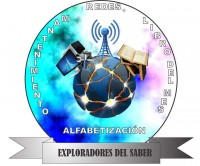 MANTENIMIENTO
REDES
LIBRO DEL MES
ALFABETIZACIÓN
EXPLORADORES DEL SABER